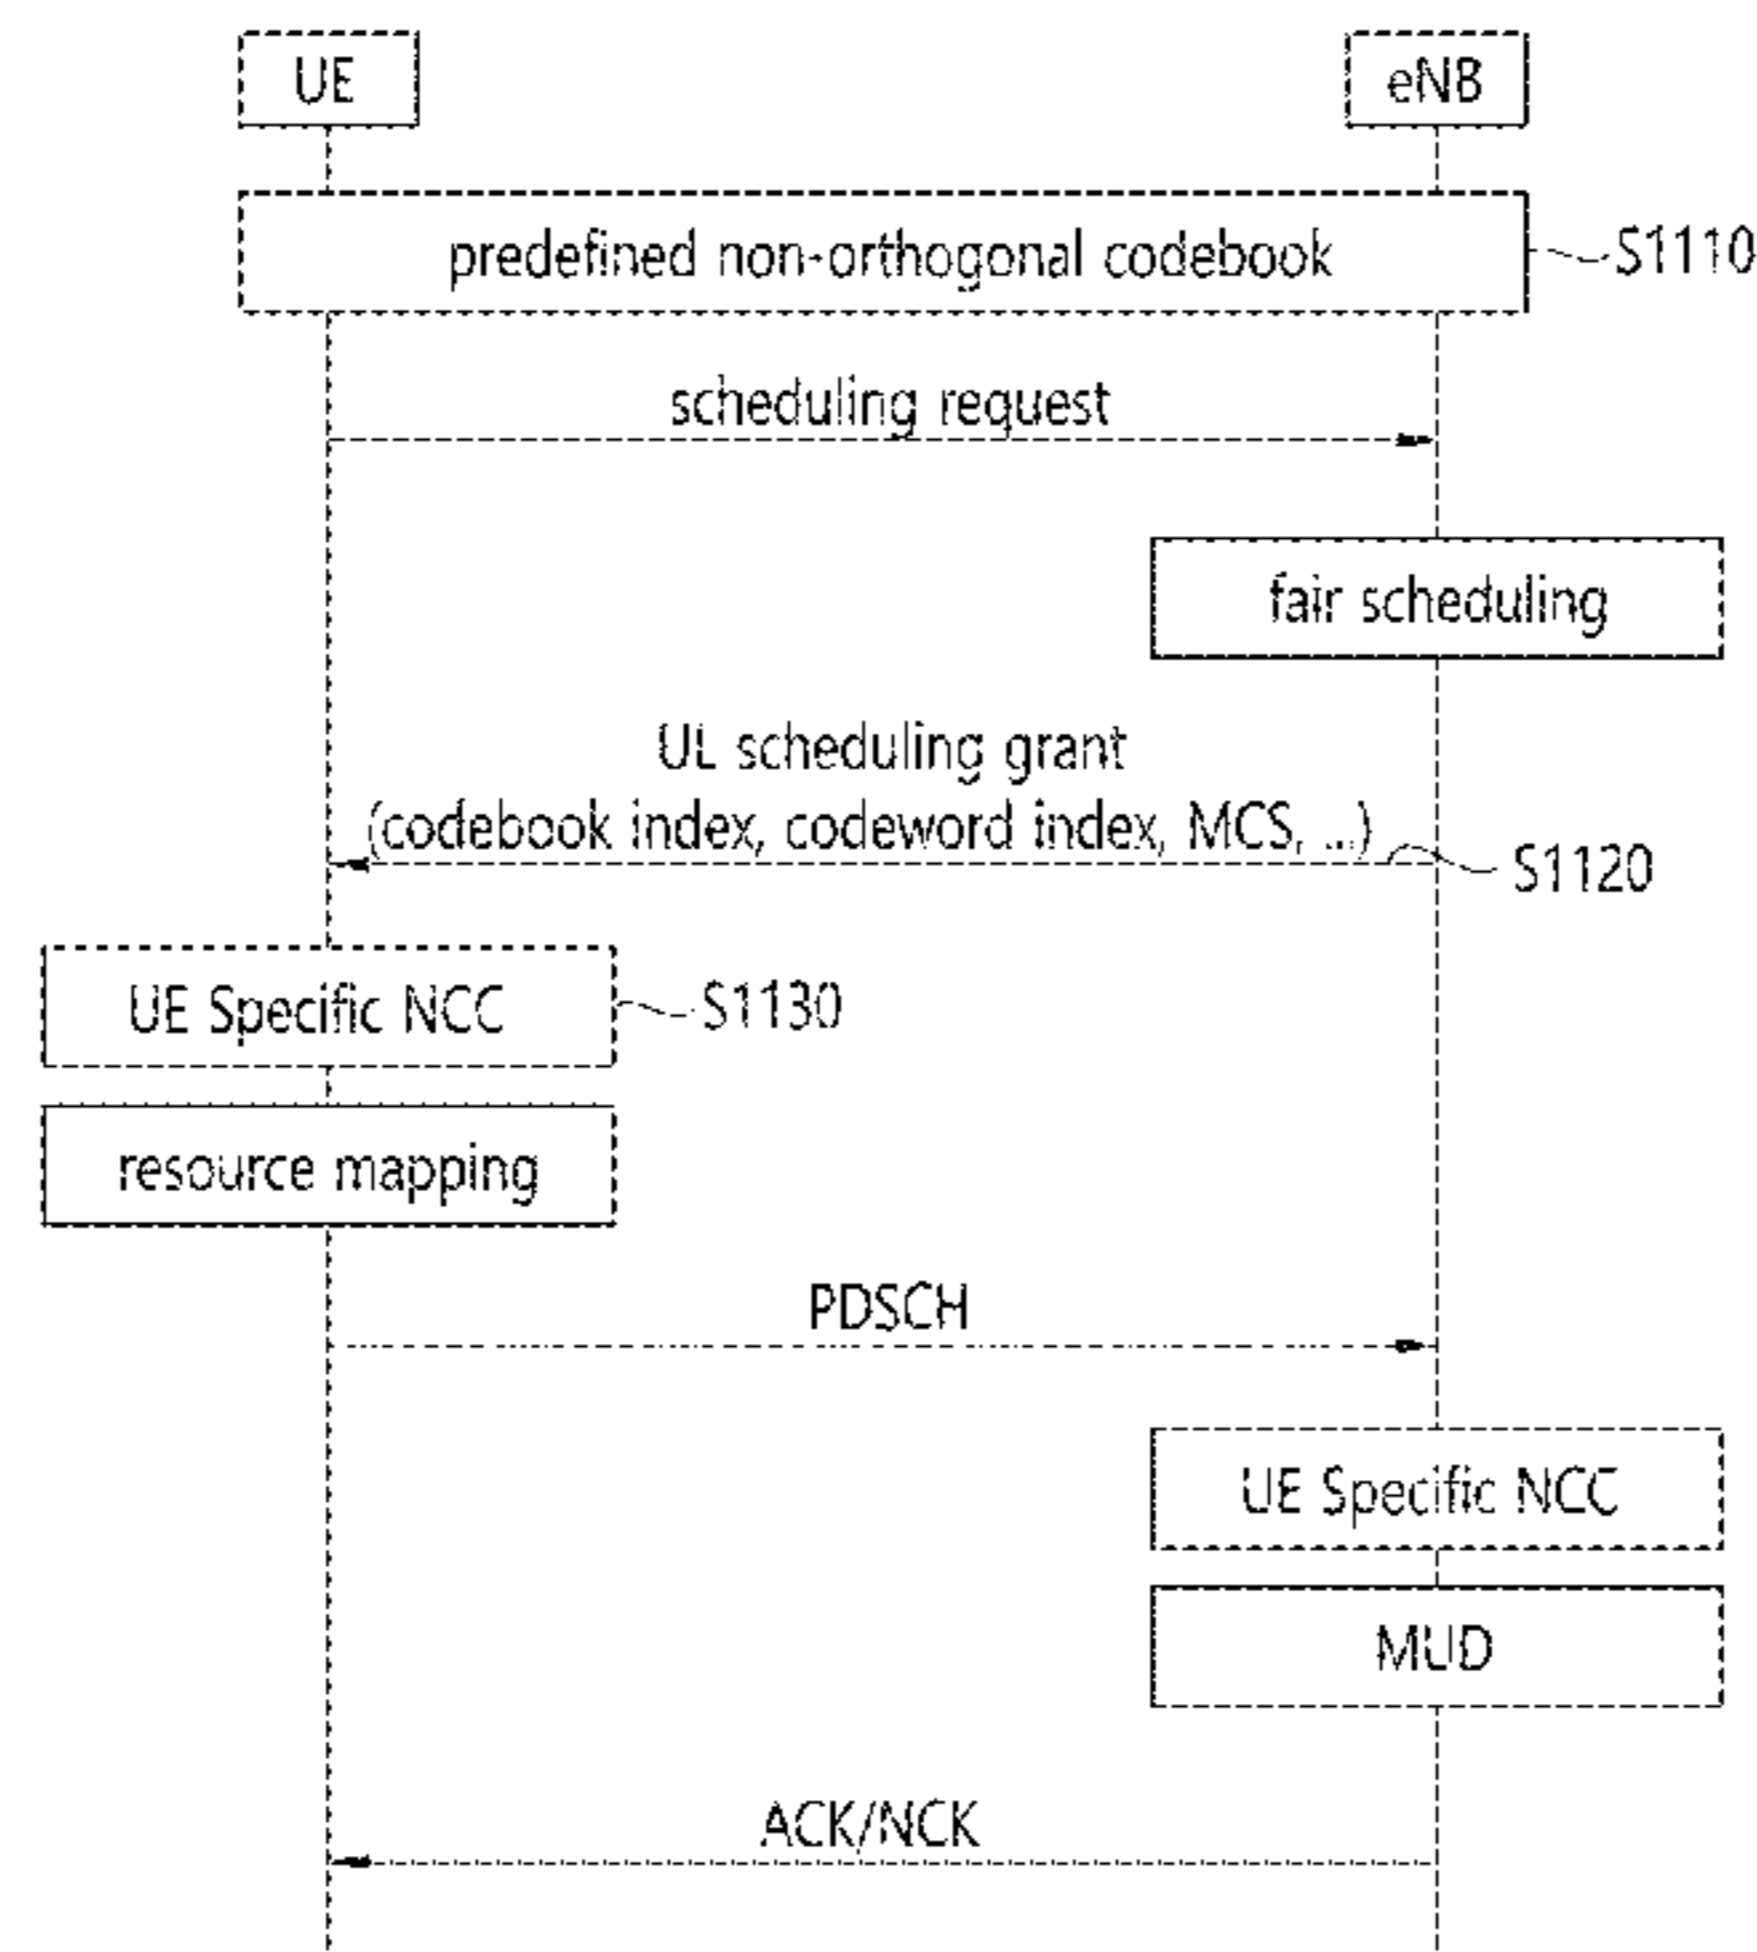 UE
eNB
predefined non-orthogonal codebook
S1110
scheduling request
fair scheduling
UL scheduling grant
(codebook index, codeword index, MCS, ...)
S1120
UE Specific NCC
S1130
resource mapping
PDSCH
UE Specific NCC
MUD
ACK/NCK